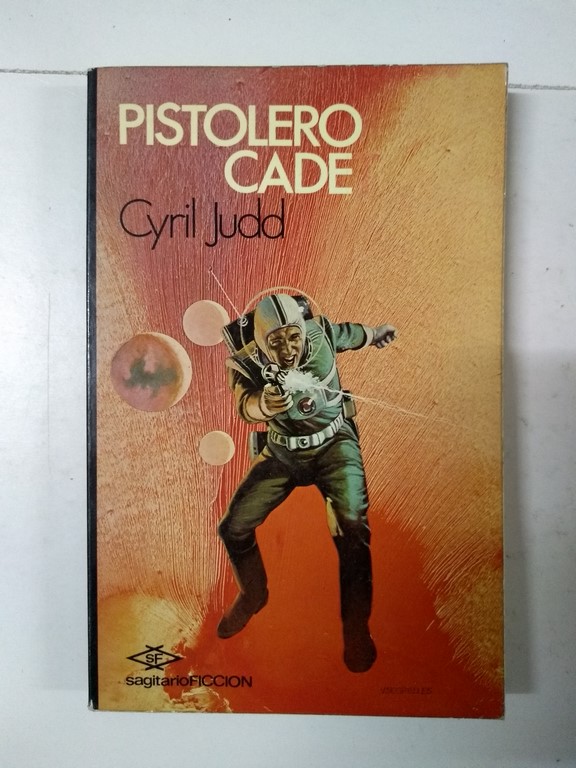 PISTOLERO
CADE
Cyril Judd
SF
sagitarioFICCION